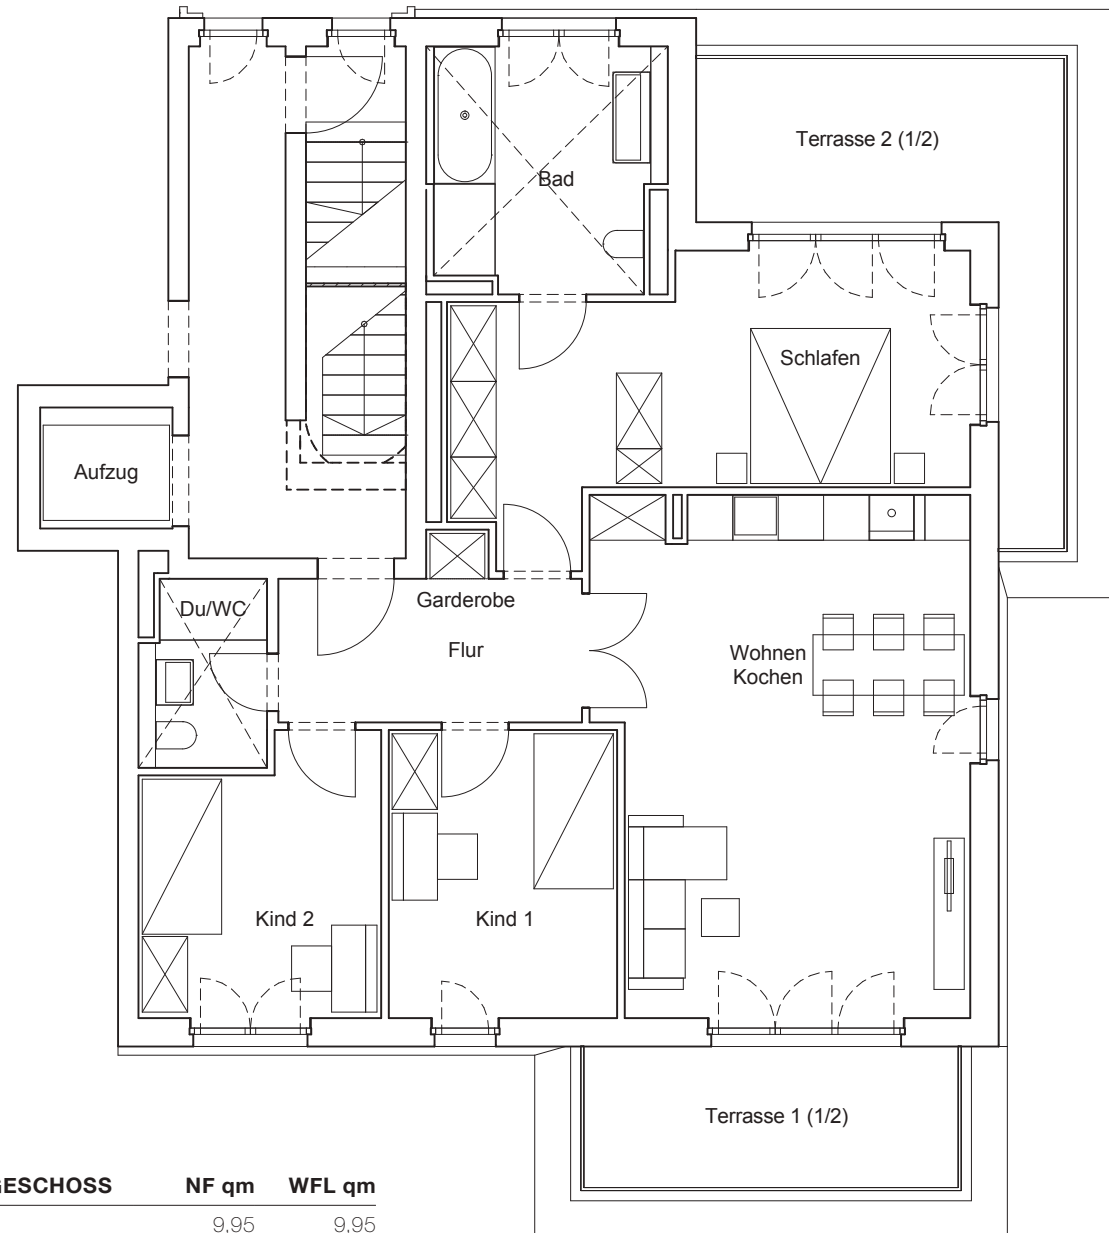 Terrasse 2 (1/2)
Bad
Schlafen
Aufzug
Du/WC
Garderobe
Flur
Wohnen
Kochen
Kind 2
Kind 1
Terrasse 1 (1/2)
GESCHOSS NF qm WFL qm
9,95 9,95